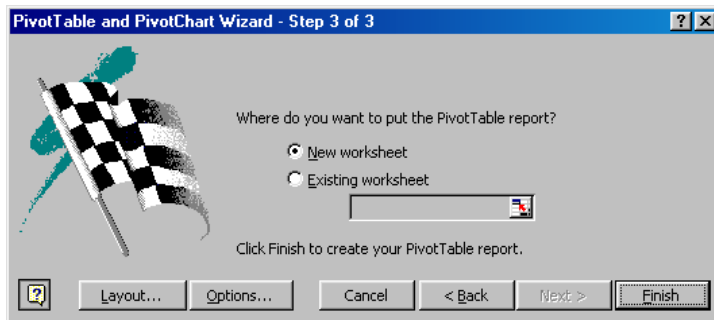 PivotTable and PivotChart Wizard - Step 3 of 3
Where do you want to put the PivotTable report?
New worksheet
Existing worksheet
Click Finish to create your PivotTable report.
Layout... Options... Cancel < Back Next > Finish